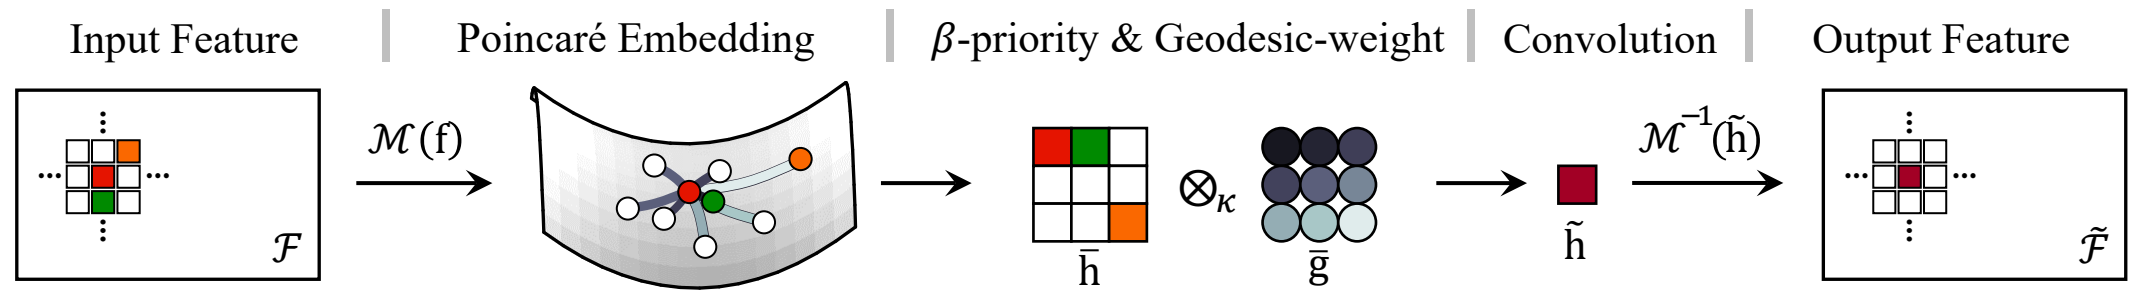 Input Feature
Poincaré Embedding
β-priority & Geodesic-weight
Convolution
Output Feature
ℱ
ℳ(f)
h̄
⊗κ
ḡ
h̃
ℳ⁻¹(h̃)
ℱ̃